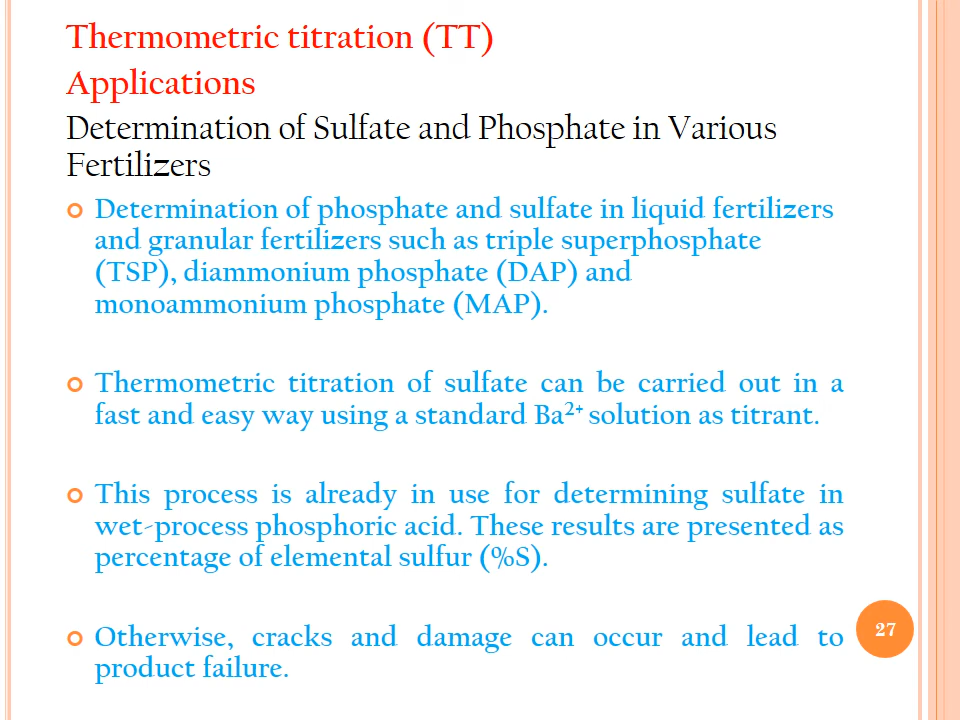 Thermometric titration (TT)
Applications
Determination of Sulfate and Phosphate in Various
Fertilizers
Determination of phosphate and sulfate in liquid fertilizers
and granular fertilizers such as triple superphosphate
(TSP), diammonium phosphate (DAP) and
monoammonium phosphate (MAP).
Thermometric titration of sulfate can be carried out in a
fast and easy way using a standard Ba²⁺ solution as titrant.
This process is already in use for determining sulfate in
wet-process phosphoric acid. These results are presented as
percentage of elemental sulfur (%S).
Otherwise, cracks and damage can occur and lead to
product failure.
27